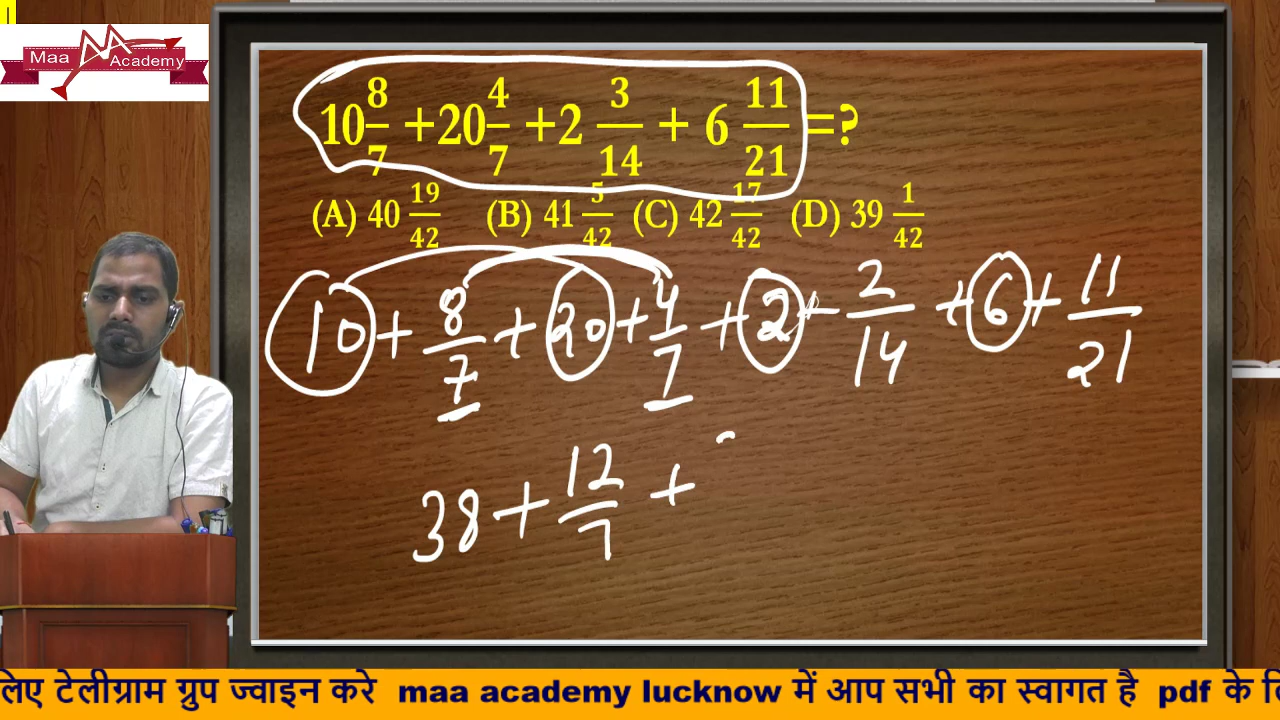 Maa Academy
10 8/7 + 20 4/7 + 2 3/14 + 6 11/21 = ?
(A) 40 19/42 (B) 41 5/42 (C) 42 17/42 (D) 39 1/42
10 + 8/7 + 20 + 4/7 + 2 + 2/14 + 6 + 11/21
38 + 12/7 +
लिए टेलीग्राम ग्रुप ज्वाइन करे maa academy lucknow में आप सभी का स्वागत है pdf के